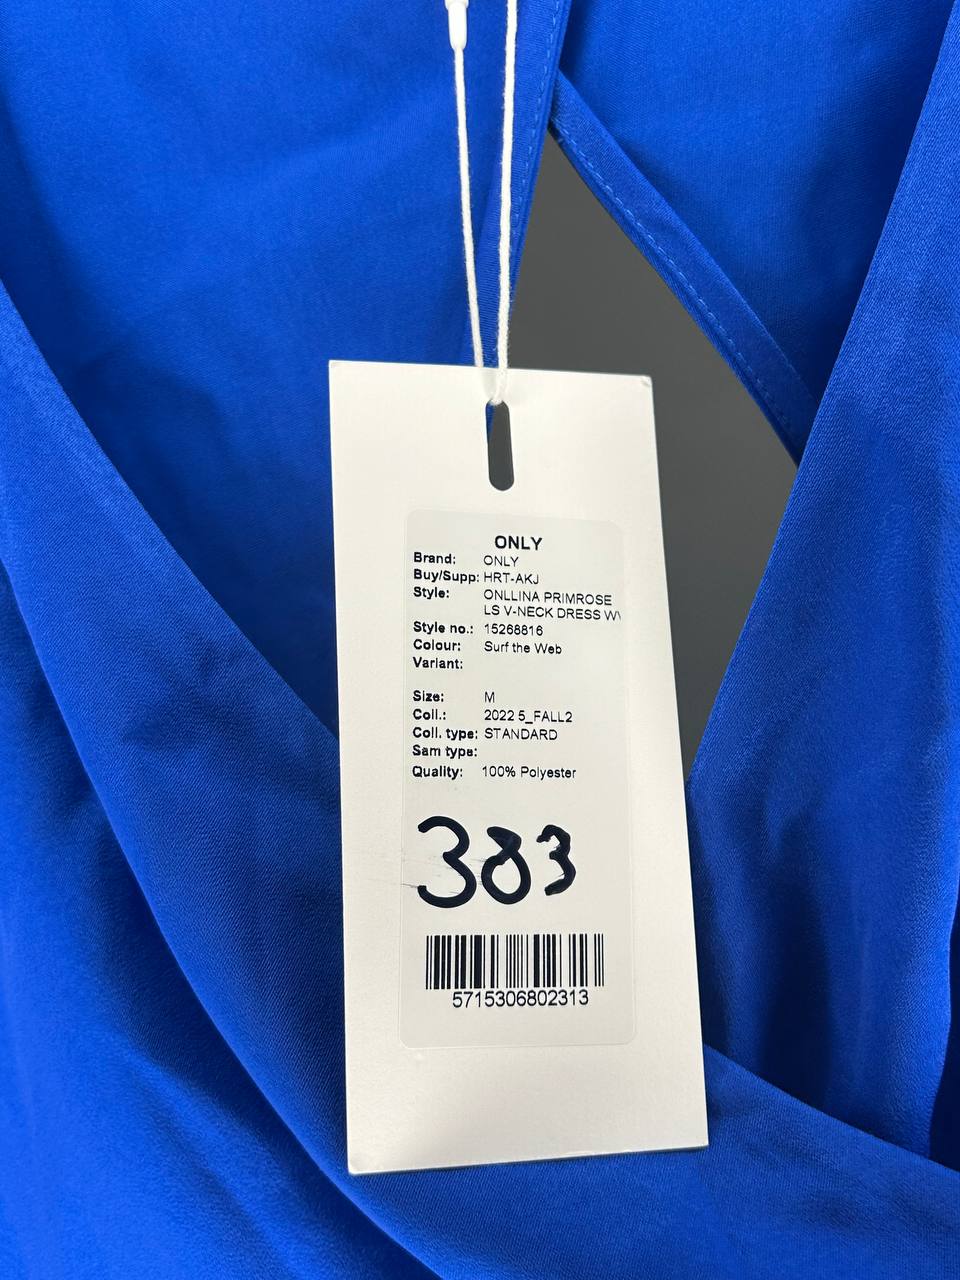 ONLY
Brand: ONLY
Buy/Supp: HRT-AKJ
Style: ONLLINA PRIMROSE
LS V-NECK DRESS WV
Style no.: 15268816
Colour: Surf the Web
Variant:
Size: M
Coll.: 2022 5_FALL2
Coll. type: STANDARD
Sam type:
Quality: 100% Polyester
383
5715306802313